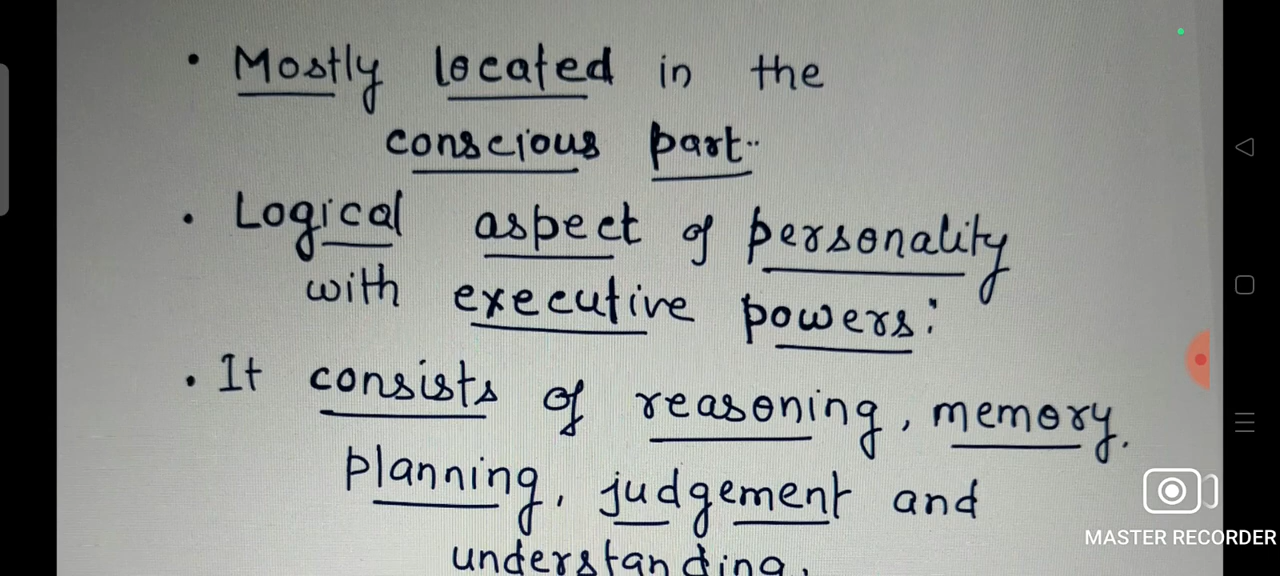 • Mostly located in the
conscious part..
• Logical aspect of personality
with executive powers:
• It consists of reasoning, memory.
planning, judgement and
understanding.
MASTER RECORDER